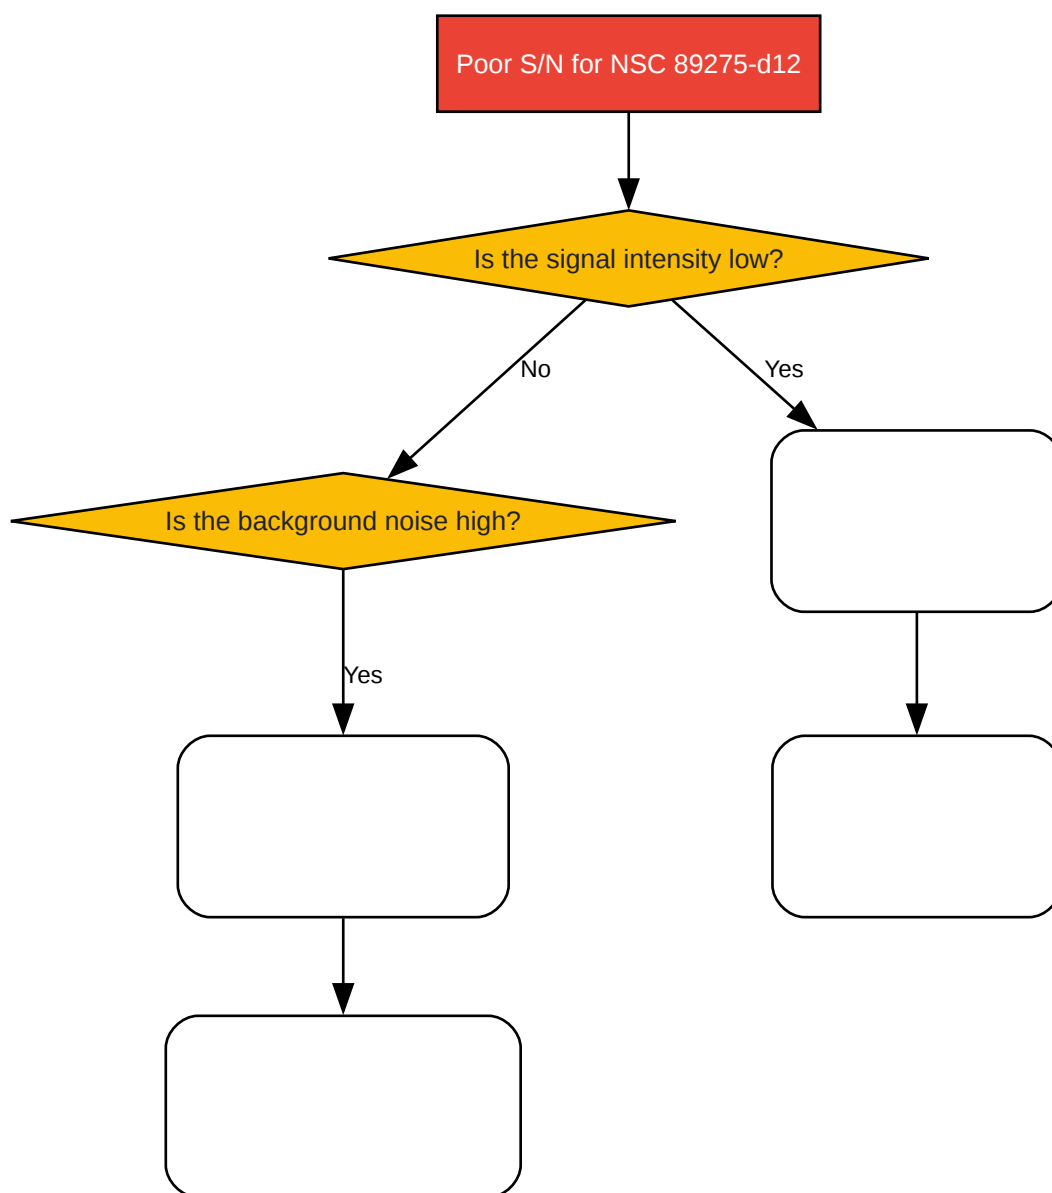 Poor S/N for NSC 89275-d12
Is the signal intensity low?
No
Yes
Is the background noise high?
Yes